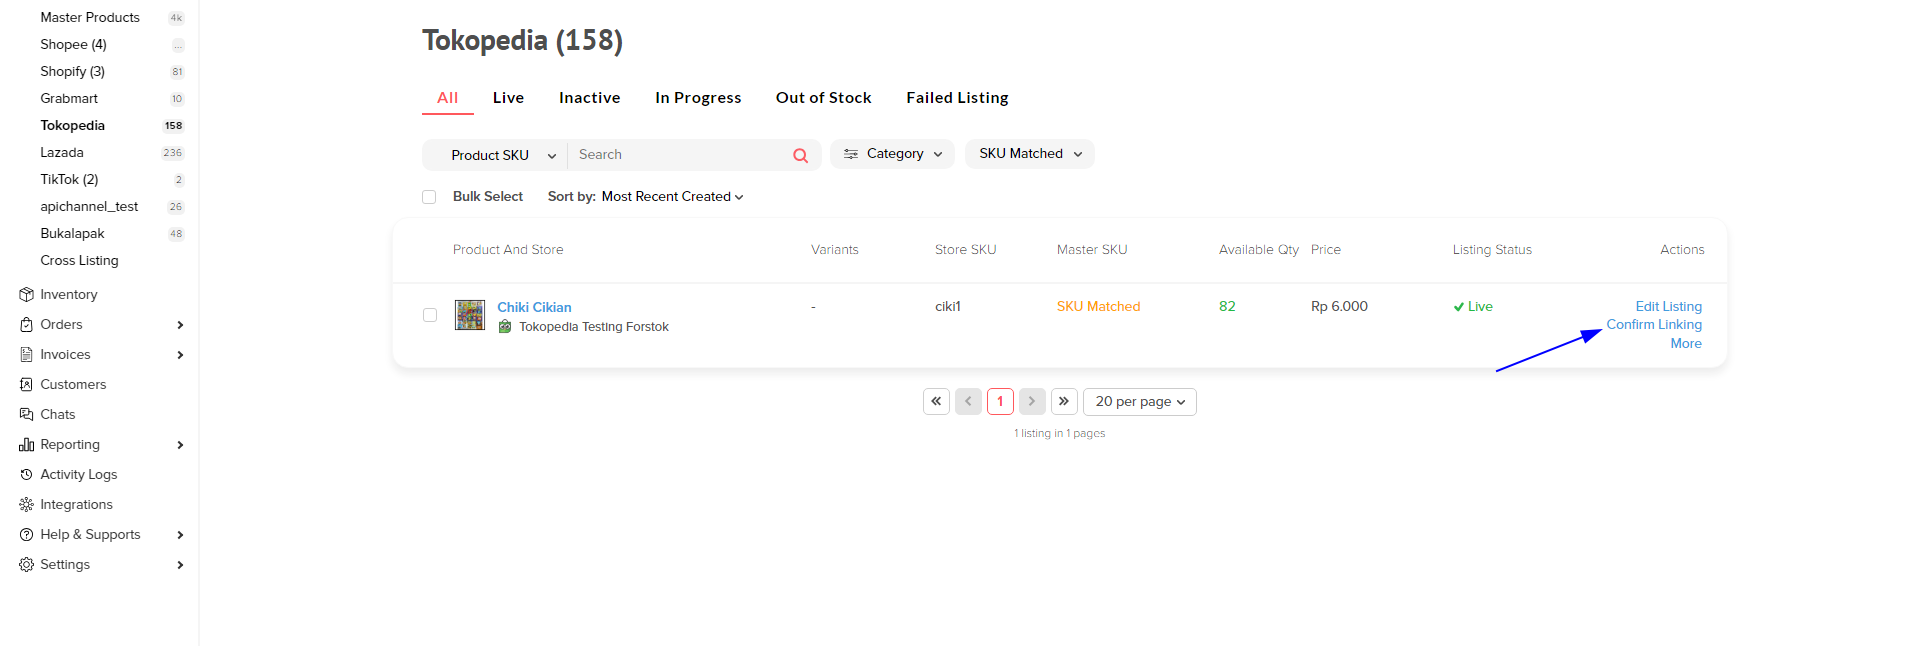 Master Products 4k
Shopee (4) ...
Shopify (3) 81
Grabmart 10
Tokopedia 158
Lazada 236
TikTok (2) 2
apichannel_test 26
Bukalapak 48
Cross Listing
Inventory
Orders
Invoices
Customers
Chats
Reporting
Activity Logs
Integrations
Help & Supports
Settings
Tokopedia (158)
All Live Inactive In Progress Out of Stock Failed Listing
Product SKU Search Category SKU Matched
Bulk Select Sort by: Most Recent Created
Product And Store Variants Store SKU Master SKU Available Qty Price Listing Status Actions
Chiki Cikian - ciki1 SKU Matched 82 Rp 6.000 Live Edit Listing
Tokopedia Testing Forstok Confirm Linking
More
« < 1 > » 20 per page
1 listing in 1 pages